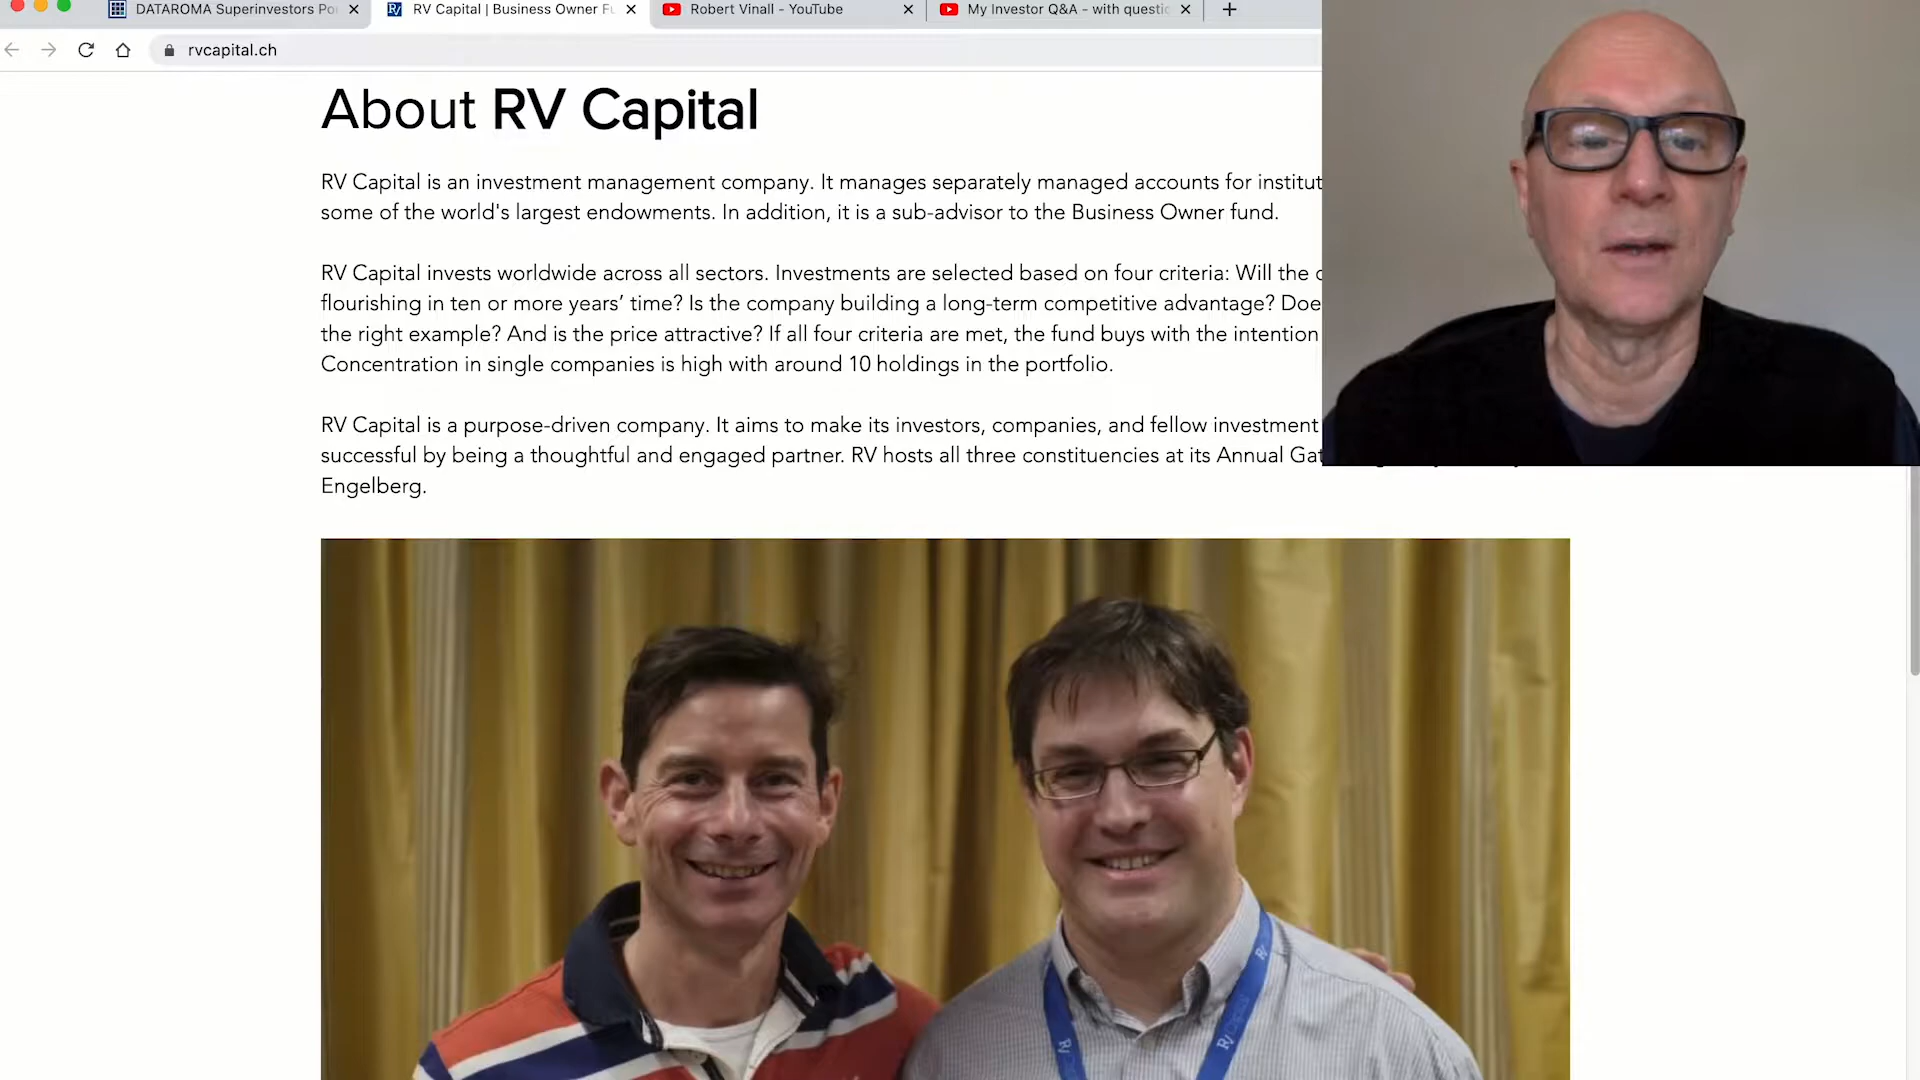 DATAROMA Superinvestors Po
RV Capital | Business Owner Fu
Robert Vinall - YouTube
My Investor Q&A - with questic
rvcapital.ch
About RV Capital
RV Capital is an investment management company. It manages separately managed accounts for institut
some of the world's largest endowments. In addition, it is a sub-advisor to the Business Owner fund.
RV Capital invests worldwide across all sectors. Investments are selected based on four criteria: Will the c
flourishing in ten or more years’ time? Is the company building a long-term competitive advantage? Doe
the right example? And is the price attractive? If all four criteria are met, the fund buys with the intention
Concentration in single companies is high with around 10 holdings in the portfolio.
RV Capital is a purpose-driven company. It aims to make its investors, companies, and fellow investment
successful by being a thoughtful and engaged partner. RV hosts all three constituencies at its Annual Gat
Engelberg.
RV
RV Capital
RV